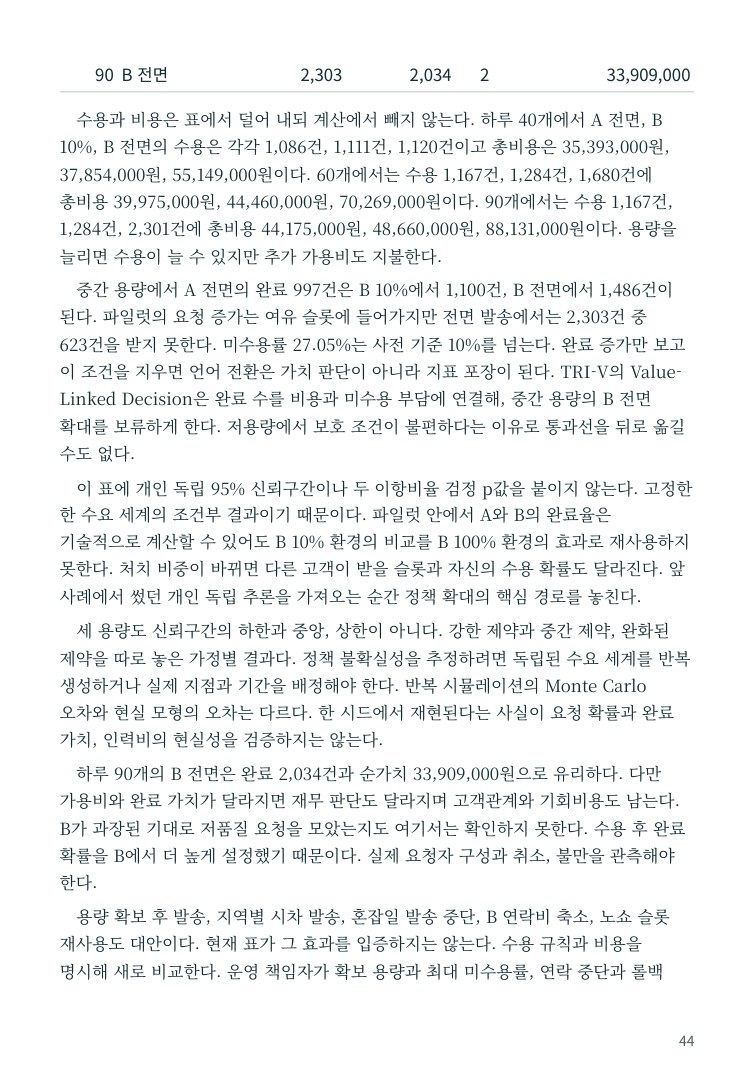 90 B 전면 2,303 2,034 2 33,909,000
수용과 비용은 표에서 덜어 내되 계산에서 빼지 않는다. 하루 40개에서 A 전면, B
10%, B 전면의 수용은 각각 1,086건, 1,111건, 1,120건이고 총비용은 35,393,000원,
37,854,000원, 55,149,000원이다. 60개에서는 수용 1,167건, 1,284건, 1,680건에
총비용 39,975,000원, 44,460,000원, 70,269,000원이다. 90개에서는 수용 1,167건,
1,284건, 2,301건에 총비용 44,175,000원, 48,660,000원, 88,131,000원이다. 용량을
늘리면 수용이 늘 수 있지만 추가 가용비도 지불한다.
중간 용량에서 A 전면의 완료 997건은 B 10%에서 1,100건, B 전면에서 1,486건이
된다. 파일럿의 요청 증가는 여유 슬롯에 들어가지만 전면 발송에서는 2,303건 중
623건을 받지 못한다. 미수용률 27.05%는 사전 기준 10%를 넘는다. 완료 증가만 보고
이 조건을 지우면 언어 전환은 가치 판단이 아니라 지표 포장이 된다. TRI-V의 Value-
Linked Decision은 완료 수를 비용과 미수용 부담에 연결해, 중간 용량의 B 전면
확대를 보류하게 한다. 저용량에서 보호 조건이 불편하다는 이유로 통과선을 뒤로 옮길
수도 없다.
이 표에 개인 독립 95% 신뢰구간이나 두 이항비율 검정 p값을 붙이지 않는다. 고정한
한 수요 세계의 조건부 결과이기 때문이다. 파일럿 안에서 A와 B의 완료율은
기술적으로 계산할 수 있어도 B 10% 환경의 비교를 B 100% 환경의 효과로 재사용하지
못한다. 처치 비중이 바뀌면 다른 고객이 받을 슬롯과 자신의 수용 확률도 달라진다. 앞
사례에서 썼던 개인 독립 추론을 가져오는 순간 정책 확대의 핵심 경로를 놓친다.
세 용량도 신뢰구간의 하한과 중앙, 상한이 아니다. 강한 제약과 중간 제약, 완화된
제약을 따로 놓은 가정별 결과다. 정책 불확실성을 추정하려면 독립된 수요 세계를 반복
생성하거나 실제 지점과 기간을 배정해야 한다. 반복 시뮬레이션의 Monte Carlo
오차와 현실 모형의 오차는 다르다. 한 시드에서 재현된다는 사실이 요청 확률과 완료
가치, 인력비의 현실성을 검증하지는 않는다.
하루 90개의 B 전면은 완료 2,034건과 순가치 33,909,000원으로 유리하다. 다만
가용비와 완료 가치가 달라지면 재무 판단도 달라지며 고객관계와 기회비용도 남는다.
B가 과장된 기대로 저품질 요청을 모았는지도 여기서는 확인하지 못한다. 수용 후 완료
확률을 B에서 더 높게 설정했기 때문이다. 실제 요청자 구성과 취소, 불만을 관측해야
한다.
용량 확보 후 발송, 지역별 시차 발송, 혼잡일 발송 중단, B 연락비 축소, 노쇼 슬롯
재사용도 대안이다. 현재 표가 그 효과를 입증하지는 않는다. 수용 규칙과 비용을
명시해 새로 비교한다. 운영 책임자가 확보 용량과 최대 미수용률, 연락 중단과 롤백
44